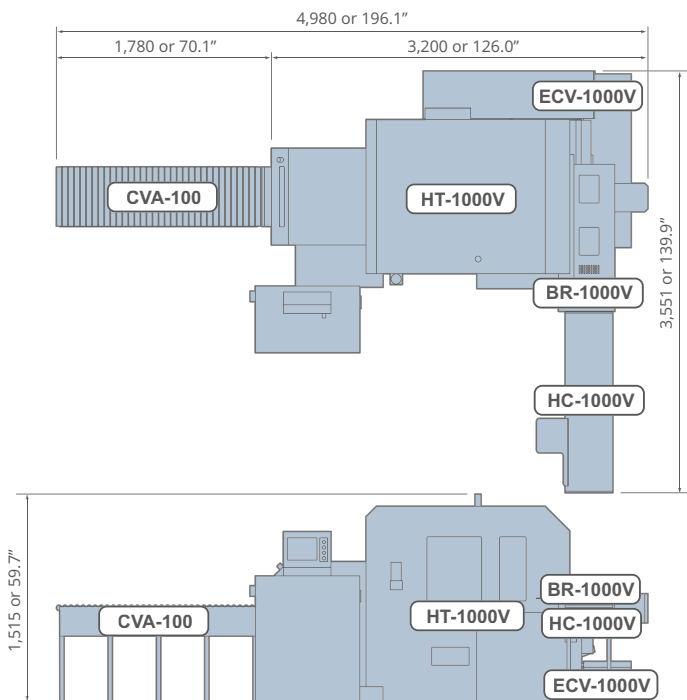 4,980 or 196.1”
1,780 or 70.1”
3,200 or 126.0”
ECV-1000V
CVA-100
HT-1000V
3,551 or 139.9”
BR-1000V
HC-1000V
1,515 or 59.7”
BR-1000V
HT-1000V
CVA-100
HC-1000V
ECV-1000V